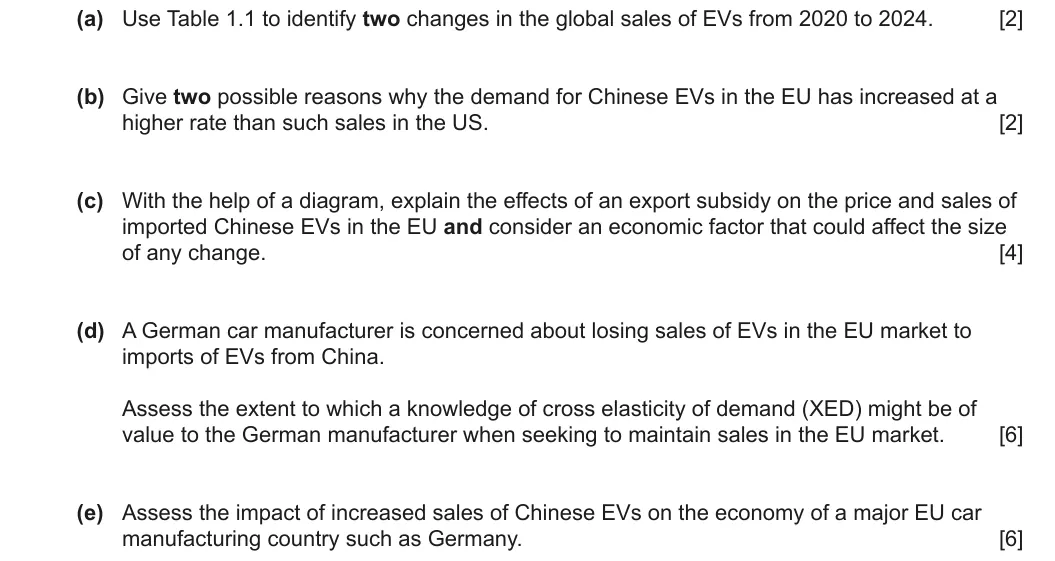 (a) Use Table 1.1 to identify two changes in the global sales of EVs from 2020 to 2024. [2]
(b) Give two possible reasons why the demand for Chinese EVs in the EU has increased at a
higher rate than such sales in the US. [2]
(c) With the help of a diagram, explain the effects of an export subsidy on the price and sales of
imported Chinese EVs in the EU and consider an economic factor that could affect the size
of any change. [4]
(d) A German car manufacturer is concerned about losing sales of EVs in the EU market to
imports of EVs from China.
Assess the extent to which a knowledge of cross elasticity of demand (XED) might be of
value to the German manufacturer when seeking to maintain sales in the EU market. [6]
(e) Assess the impact of increased sales of Chinese EVs on the economy of a major EU car
manufacturing country such as Germany. [6]